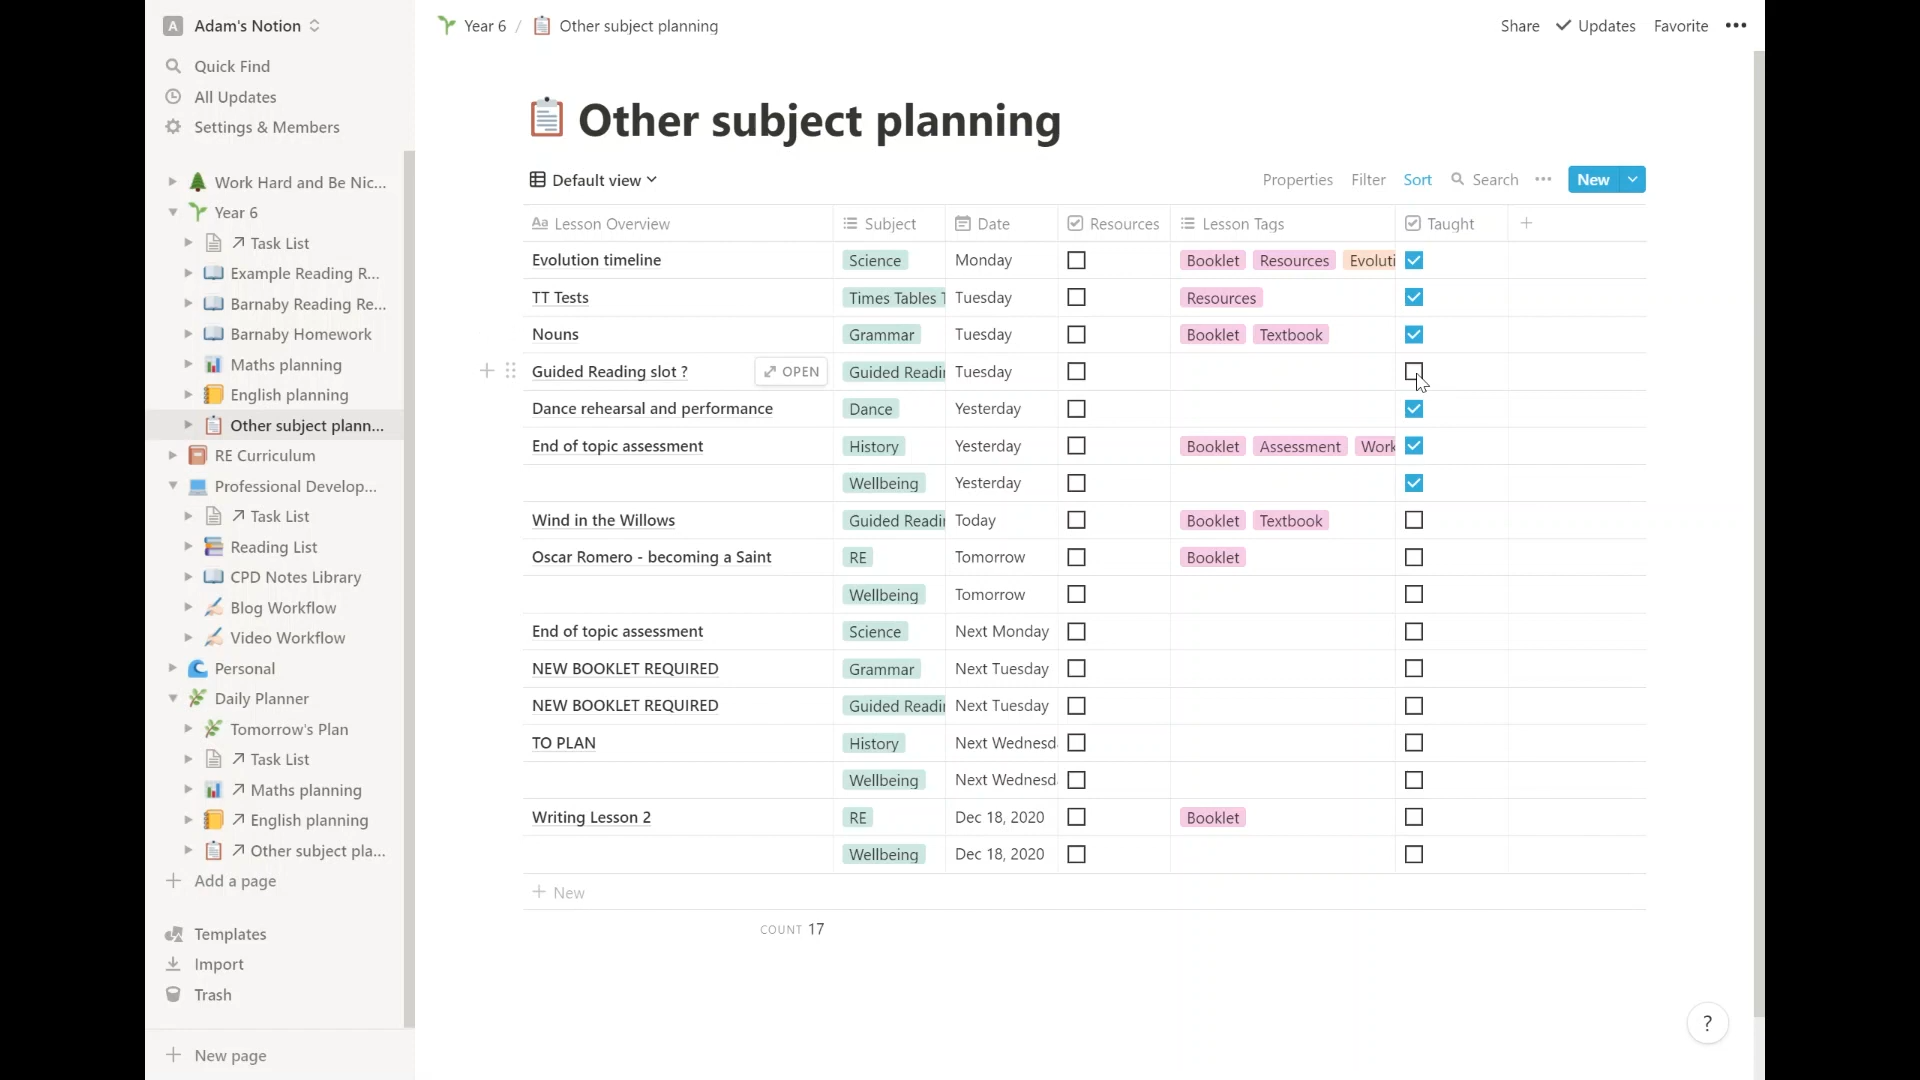 A Adam's Notion
Quick Find
All Updates
Settings & Members
Work Hard and Be Nic...
Year 6
Task List
Example Reading R...
Barnaby Reading Re...
Barnaby Homework
Maths planning
English planning
Other subject plann...
RE Curriculum
Professional Develop...
Task List
Reading List
CPD Notes Library
Blog Workflow
Video Workflow
Personal
Daily Planner
Tomorrow's Plan
Task List
Maths planning
English planning
Other subject pla...
Add a page
Templates
Import
Trash
New page
Year 6 / Other subject planning
Share Updates Favorite •••
Other subject planning
Default view
Properties Filter Sort Search ••• New
Aa Lesson Overview Subject Date Resources Lesson Tags Taught +
Evolution timeline Science Monday Booklet Resources Evoluti
TT Tests Times Tables T Tuesday Resources
Nouns Grammar Tuesday Booklet Textbook
Guided Reading slot ? OPEN Guided Readin Tuesday
Dance rehearsal and performance Dance Yesterday
End of topic assessment History Yesterday Booklet Assessment Work
Wellbeing Yesterday
Wind in the Willows Guided Readin Today Booklet Textbook
Oscar Romero - becoming a Saint RE Tomorrow Booklet
Wellbeing Tomorrow
End of topic assessment Science Next Monday
NEW BOOKLET REQUIRED Grammar Next Tuesday
NEW BOOKLET REQUIRED Guided Readin Next Tuesday
TO PLAN History Next Wednesd
Wellbeing Next Wednesd
Writing Lesson 2 RE Dec 18, 2020 Booklet
Wellbeing Dec 18, 2020
+ New
COUNT 17
?